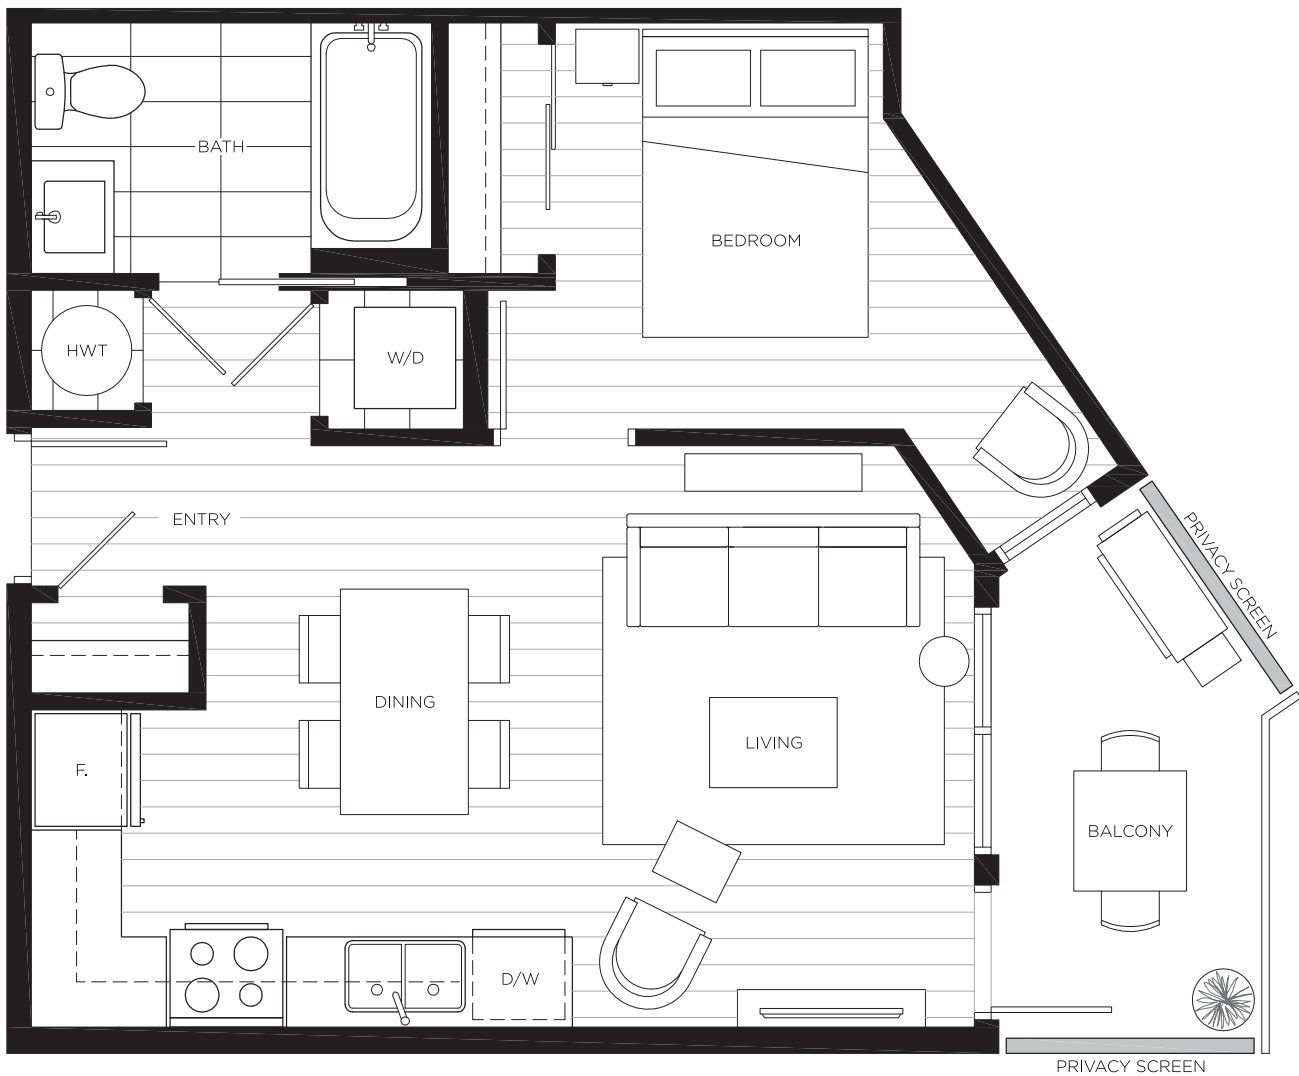 BATH
BEDROOM
HWT
W/D
ENTRY
PRIVACY SCREEN
DINING
LIVING
F.
BALCONY
D/W
PRIVACY SCREEN